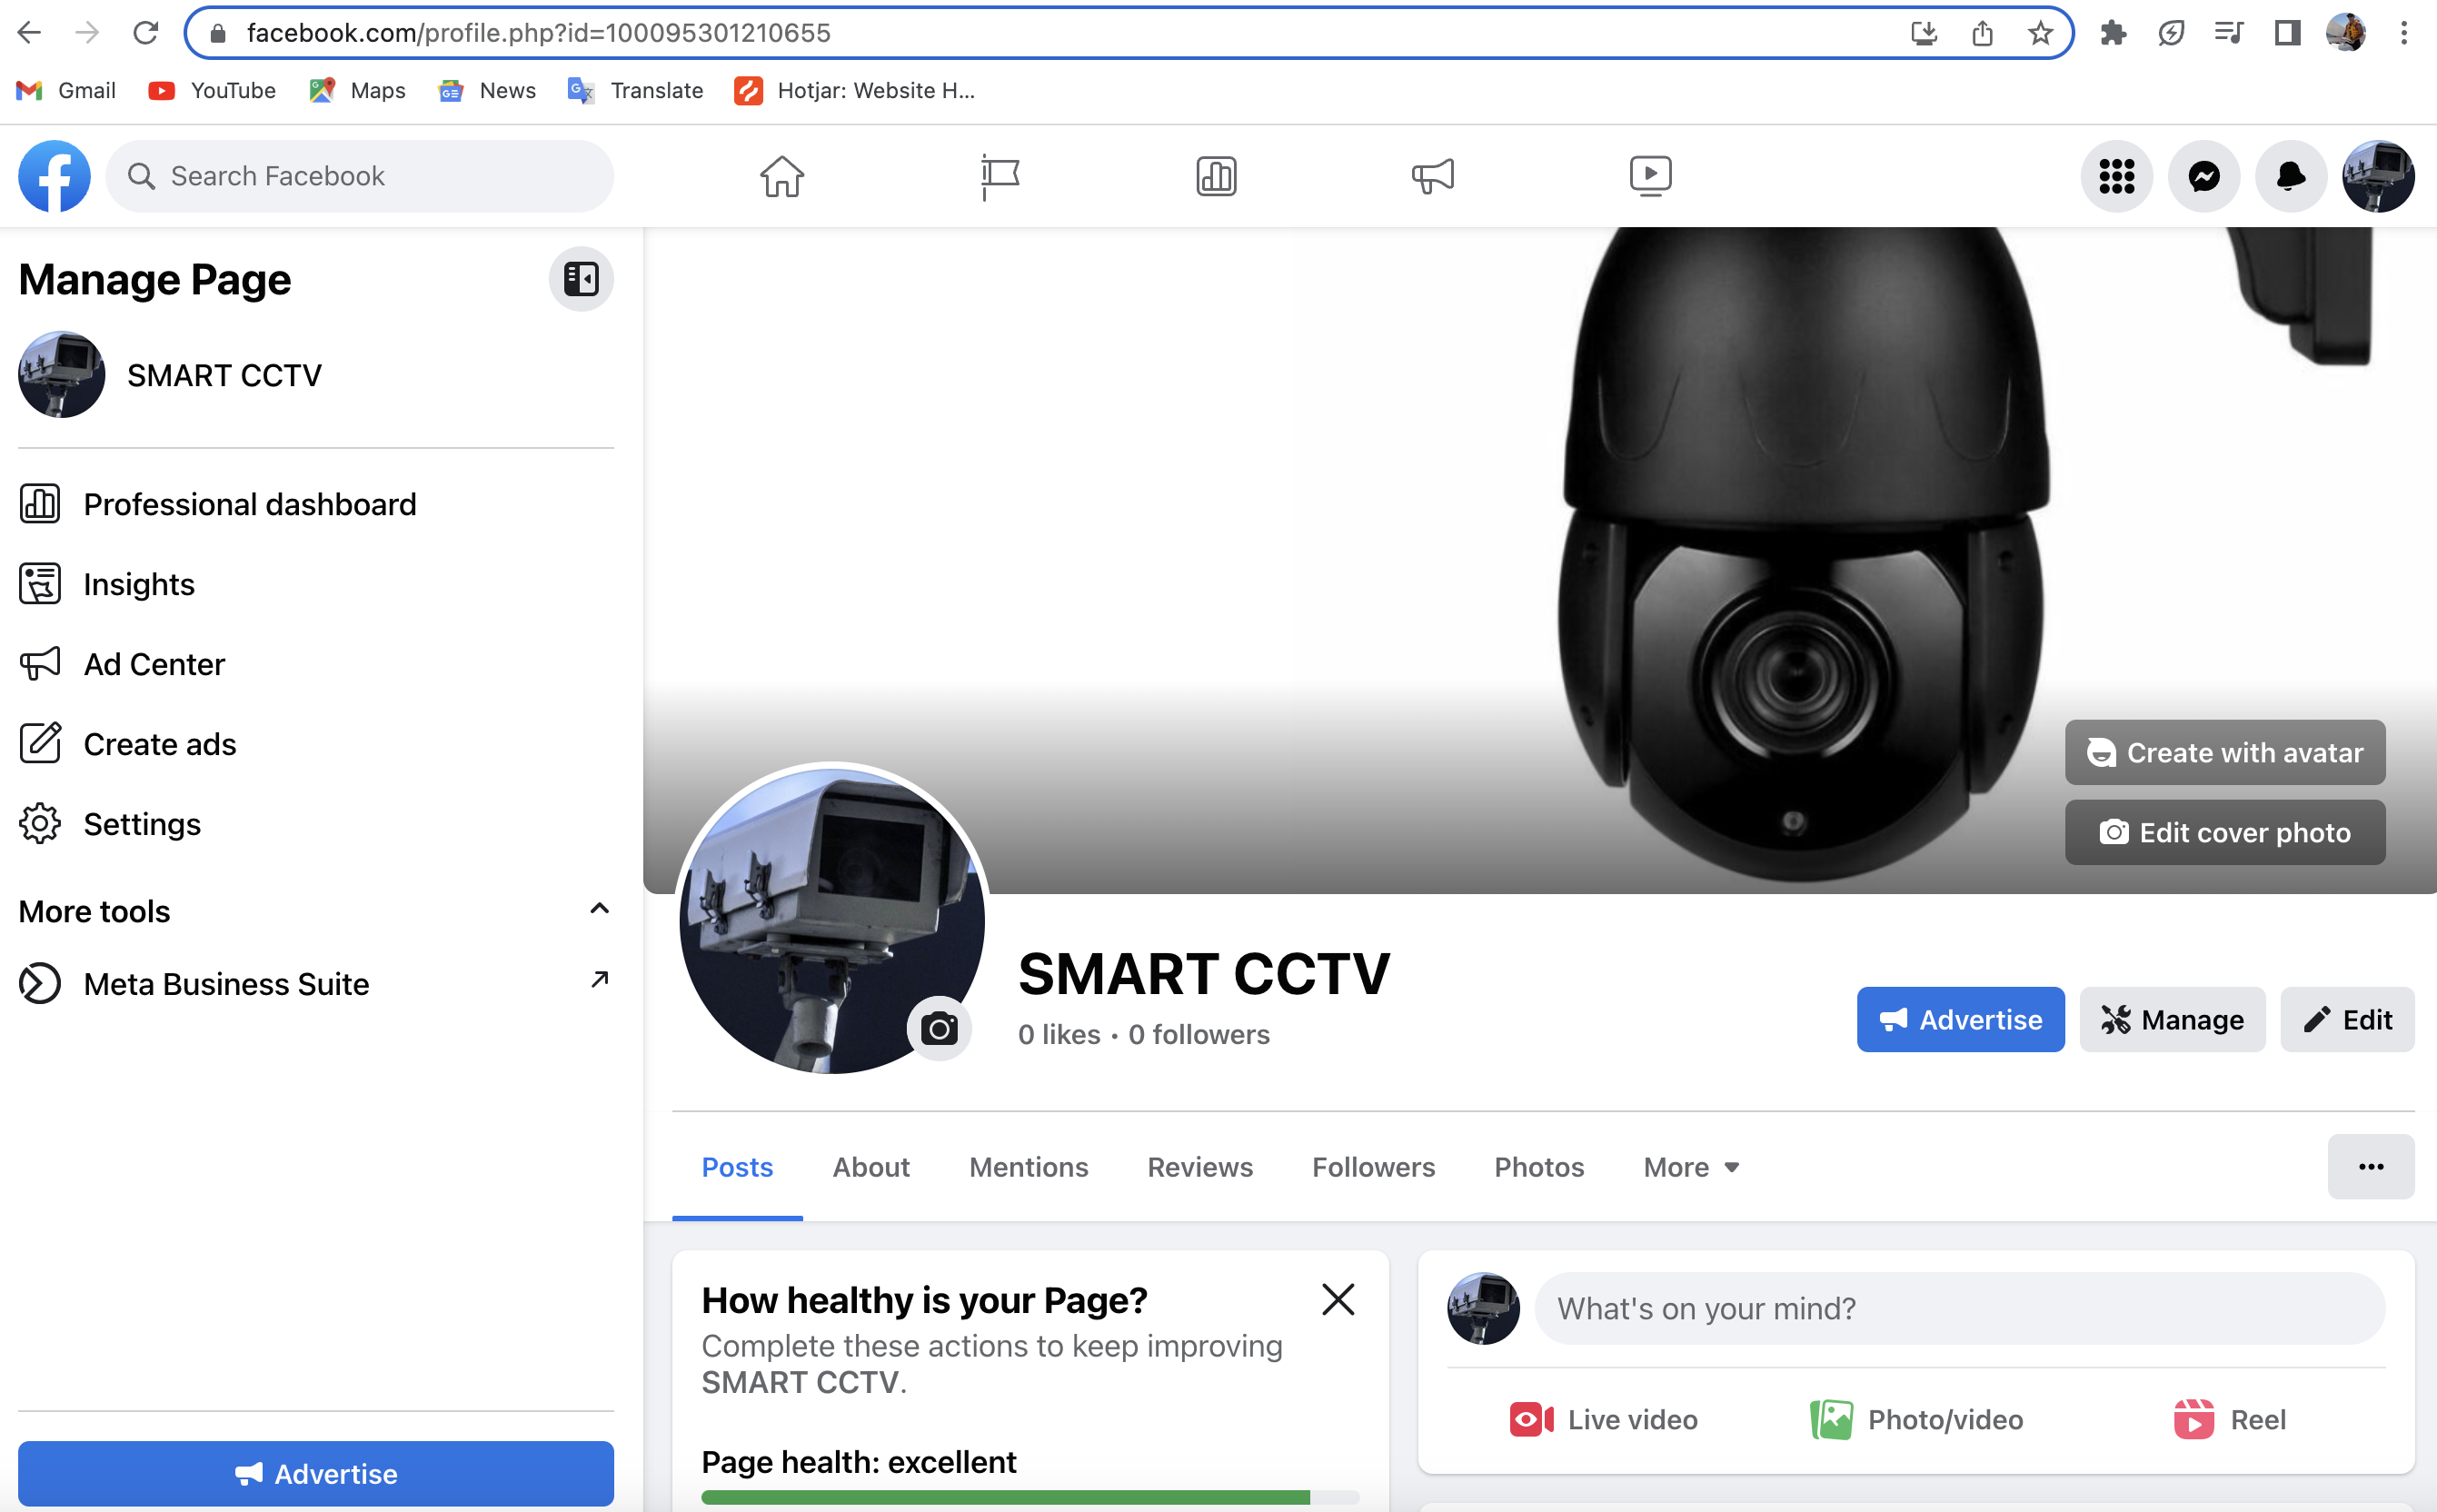 facebook.com/profile.php?id=100095301210655
Gmail YouTube Maps News Translate Hotjar: Website H...
Search Facebook
Manage Page
SMART CCTV
Professional dashboard
Insights
Ad Center
Create ads
Settings
More tools
Meta Business Suite
Advertise
Create with avatar
Edit cover photo
SMART CCTV
0 likes • 0 followers
Advertise Manage Edit
Posts About Mentions Reviews Followers Photos More
How healthy is your Page?
Complete these actions to keep improving
SMART CCTV.
Page health: excellent
What's on your mind?
Live video Photo/video Reel